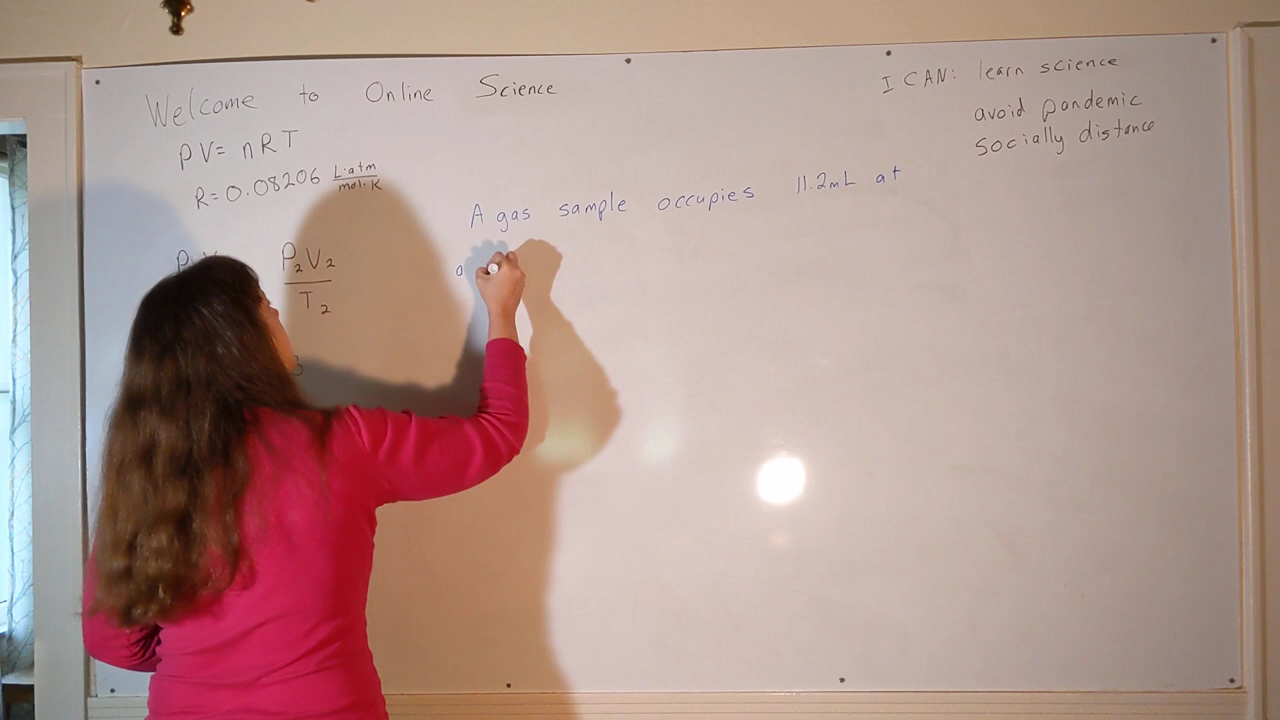 Welcome to Online Science
PV = nRT
R = 0.08206 L·atm / mol·K
P₂V₂ / T₂
I CAN: learn science
avoid pandemic
socially distance
A gas sample occupies 11.2mL at